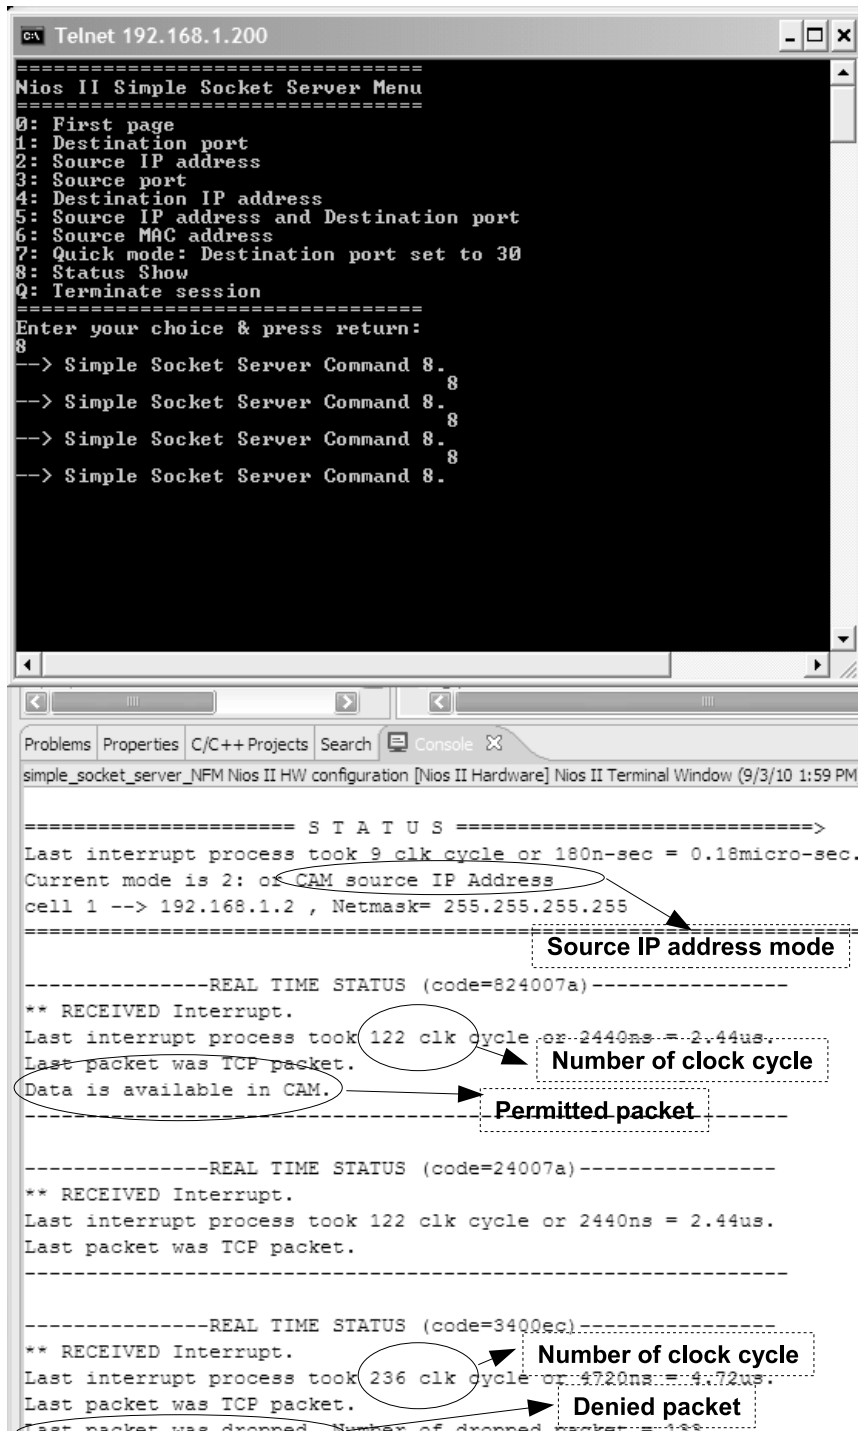 Telnet 192.168.1.200
==================================
Nios II Simple Socket Server Menu
==================================
0: First page
1: Destination port
2: Source IP address
3: Source port
4: Destination IP address
5: Source IP address and Destination port
6: Source MAC address
7: Quick mode: Destination port set to 30
8: Status Show
Q: Terminate session
==================================
Enter your choice & press return:
8
--> Simple Socket Server Command 8.
8
--> Simple Socket Server Command 8.
8
--> Simple Socket Server Command 8.
8
--> Simple Socket Server Command 8.
Problems Properties C/C++ Projects Search Console
simple_socket_server_NFM Nios II HW configuration [Nios II Hardware] Nios II Terminal Window (9/3/10 1:59 PM
====================== S T A T U S =============================>
Last interrupt process took 9 clk cycle or 180n-sec = 0.18micro-sec.
Current mode is 2: or CAM source IP Address
cell 1 --> 192.168.1.2 , Netmask= 255.255.255.255
Source IP address mode
---------------REAL TIME STATUS (code=824007a)----------------
** RECEIVED Interrupt.
Last interrupt process took 122 clk cycle or 2440ns = 2.44us.
Last packet was TCP packet.
Number of clock cycle
Data is available in CAM.
Permitted packet
---------------REAL TIME STATUS (code=24007a)----------------
** RECEIVED Interrupt.
Last interrupt process took 122 clk cycle or 2440ns = 2.44us.
Last packet was TCP packet.
---------------REAL TIME STATUS (code=3400ec)----------------
** RECEIVED Interrupt.
Number of clock cycle
Last interrupt process took 236 clk cycle or 4720ns = 4.72us.
Last packet was TCP packet.
Denied packet
Last packet was dropped. Number of dropped packet = 133